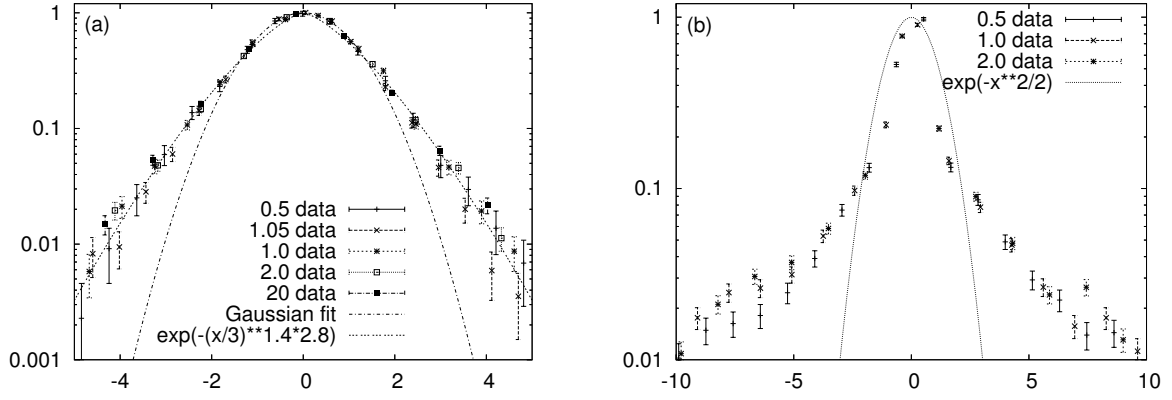 (a)
1
0.1
0.01
0.001
0.5 data
1.05 data
1.0 data
2.0 data
20 data
Gaussian fit
exp(-(x/3)**1.4*2.8)
-4 -2 0 2 4
(b)
1
0.1
0.01
0.5 data
1.0 data
2.0 data
exp(-x**2/2)
-10 -5 0 5 10